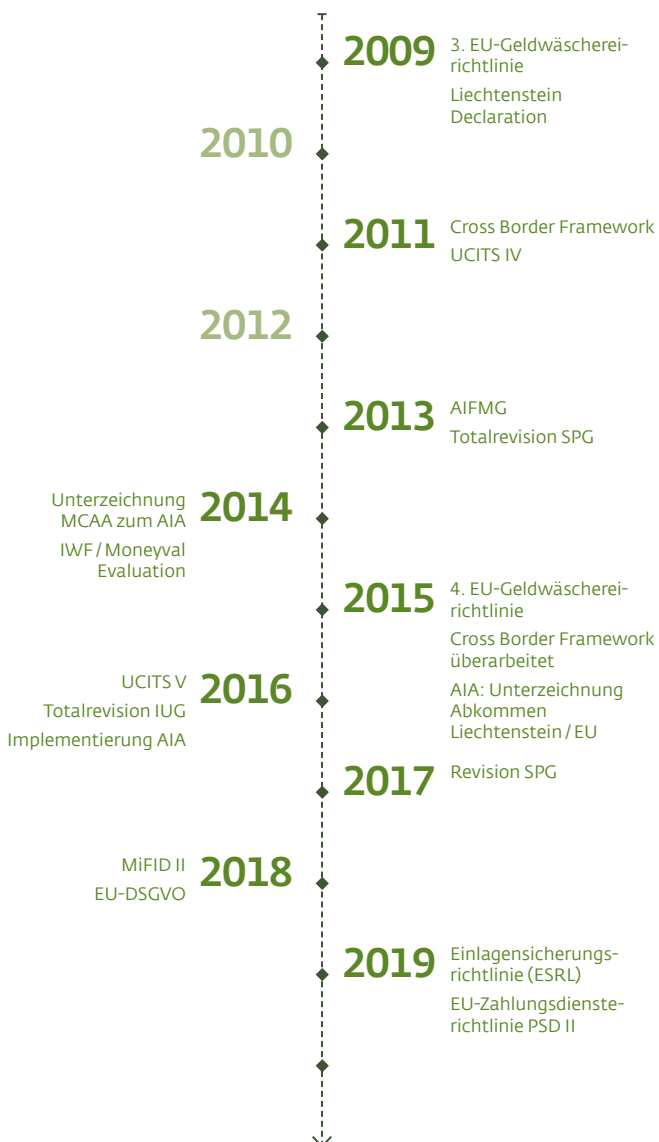 2009
3. EU-Geldwäscherei-
richtlinie
Liechtenstein
Declaration
2010
2011
Cross Border Framework
UCITS IV
2012
2013
AIFMG
Totalrevision SPG
2014
Unterzeichnung
MCAA zum AIA
IWF / Moneyval
Evaluation
2015
4. EU-Geldwäscherei-
richtlinie
Cross Border Framework
überarbeitet
AIA: Unterzeichnung
Abkommen
Liechtenstein / EU
2016
UCITS V
Totalrevision IUG
Implementierung AIA
2017
Revision SPG
2018
MiFID II
EU-DSGVO
2019
Einlagensicherungs-
richtlinie (ESRL)
EU-Zahlungsdienste-
richtlinie PSD II